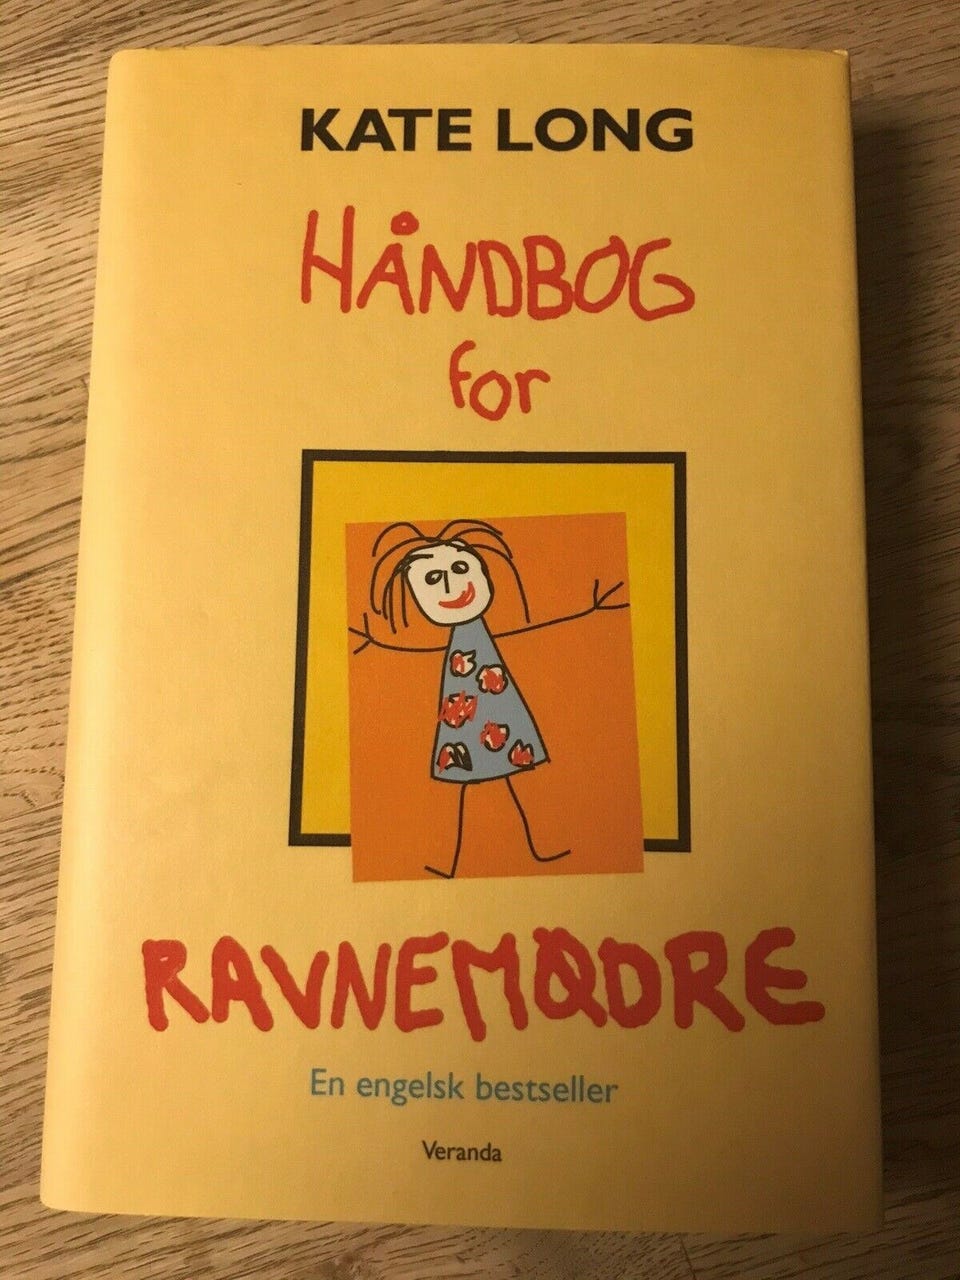 KATE LONG
HÅNDBOG
for
RAVNEMØDRE
En engelsk bestseller
Veranda